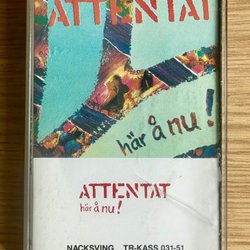 ATTENTAT
här å nu!
ATTENTAT
här å nu!
NACKSVING TR-KASS 031-51